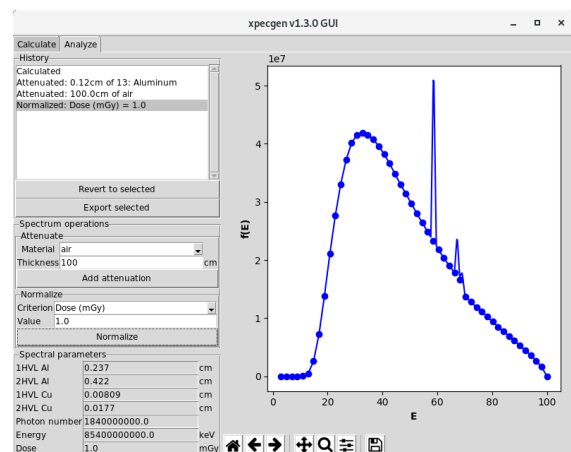 xpecgen v1.3.0 GUI
Calculate Analyze
History
Calculated
Attenuated: 0.12cm of 13: Aluminum
Attenuated: 100.0cm of air
Normalized: Dose (mGy) = 1.0
Revert to selected
Export selected
Spectrum operations
Attenuate
Material air
Thickness 100 cm
Add attenuation
Normalize
Criterion Dose (mGy)
Value 1.0
Normalize
Spectral parameters
1HVL Al 0.237 cm
2HVL Al 0.422 cm
1HVL Cu 0.00809 cm
2HVL Cu 0.0177 cm
Photon number 1840000000.0
Energy 85400000000.0 keV
Dose 1.0 mGy
1e7
5
4
3
2
1
0
f(E)
0 20 40 60 80 100
E